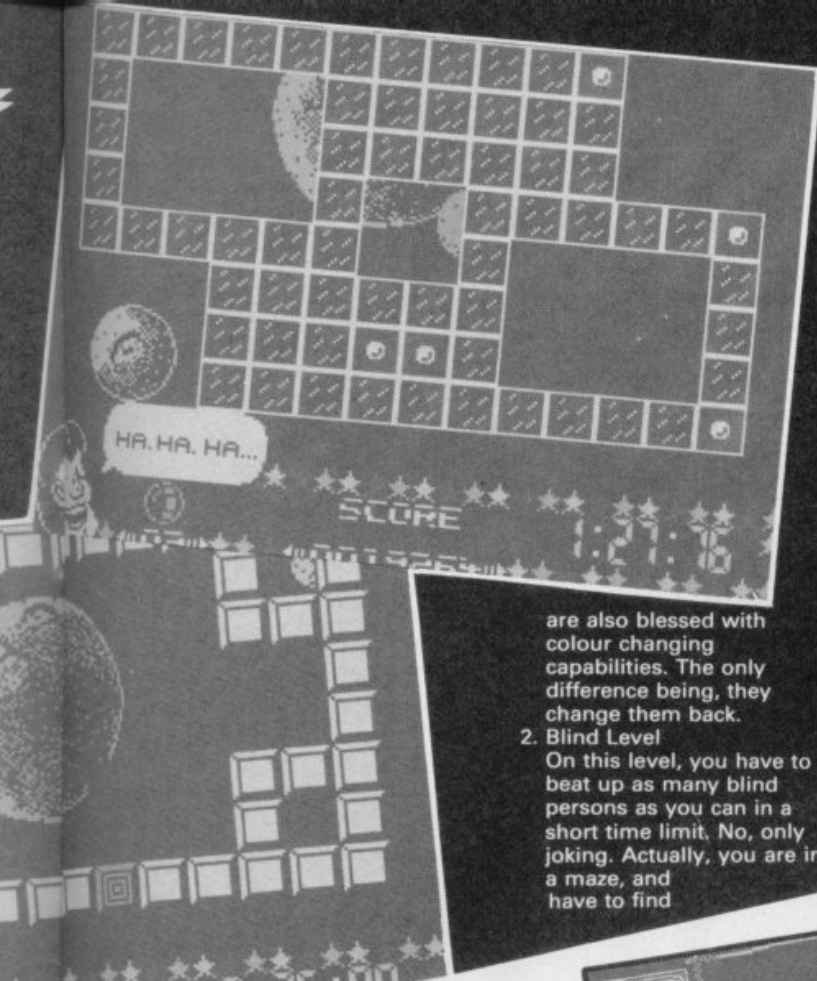 HA. HA. HA...
SCORE
are also blessed with
colour changing
capabilities. The only
difference being, they
change them back.
2. Blind Level
On this level, you have to
beat up as many blind
persons as you can in a
short time limit. No, only
joking. Actually, you are in
a maze, and
have to find